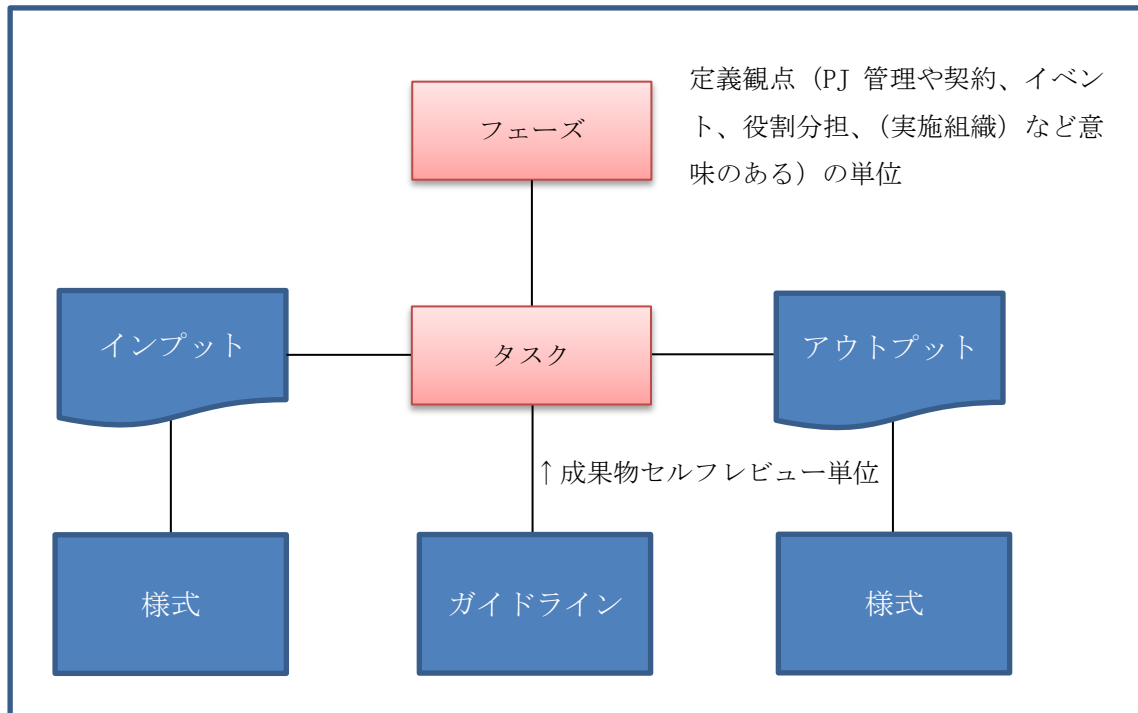 定義観点（PJ 管理や契約、イベン
ト、役割分担、（実施組織）など意
味のある）の単位
フェーズ
インプット
タスク
アウトプット
↑成果物セルフレビュー単位
様式
ガイドライン
様式